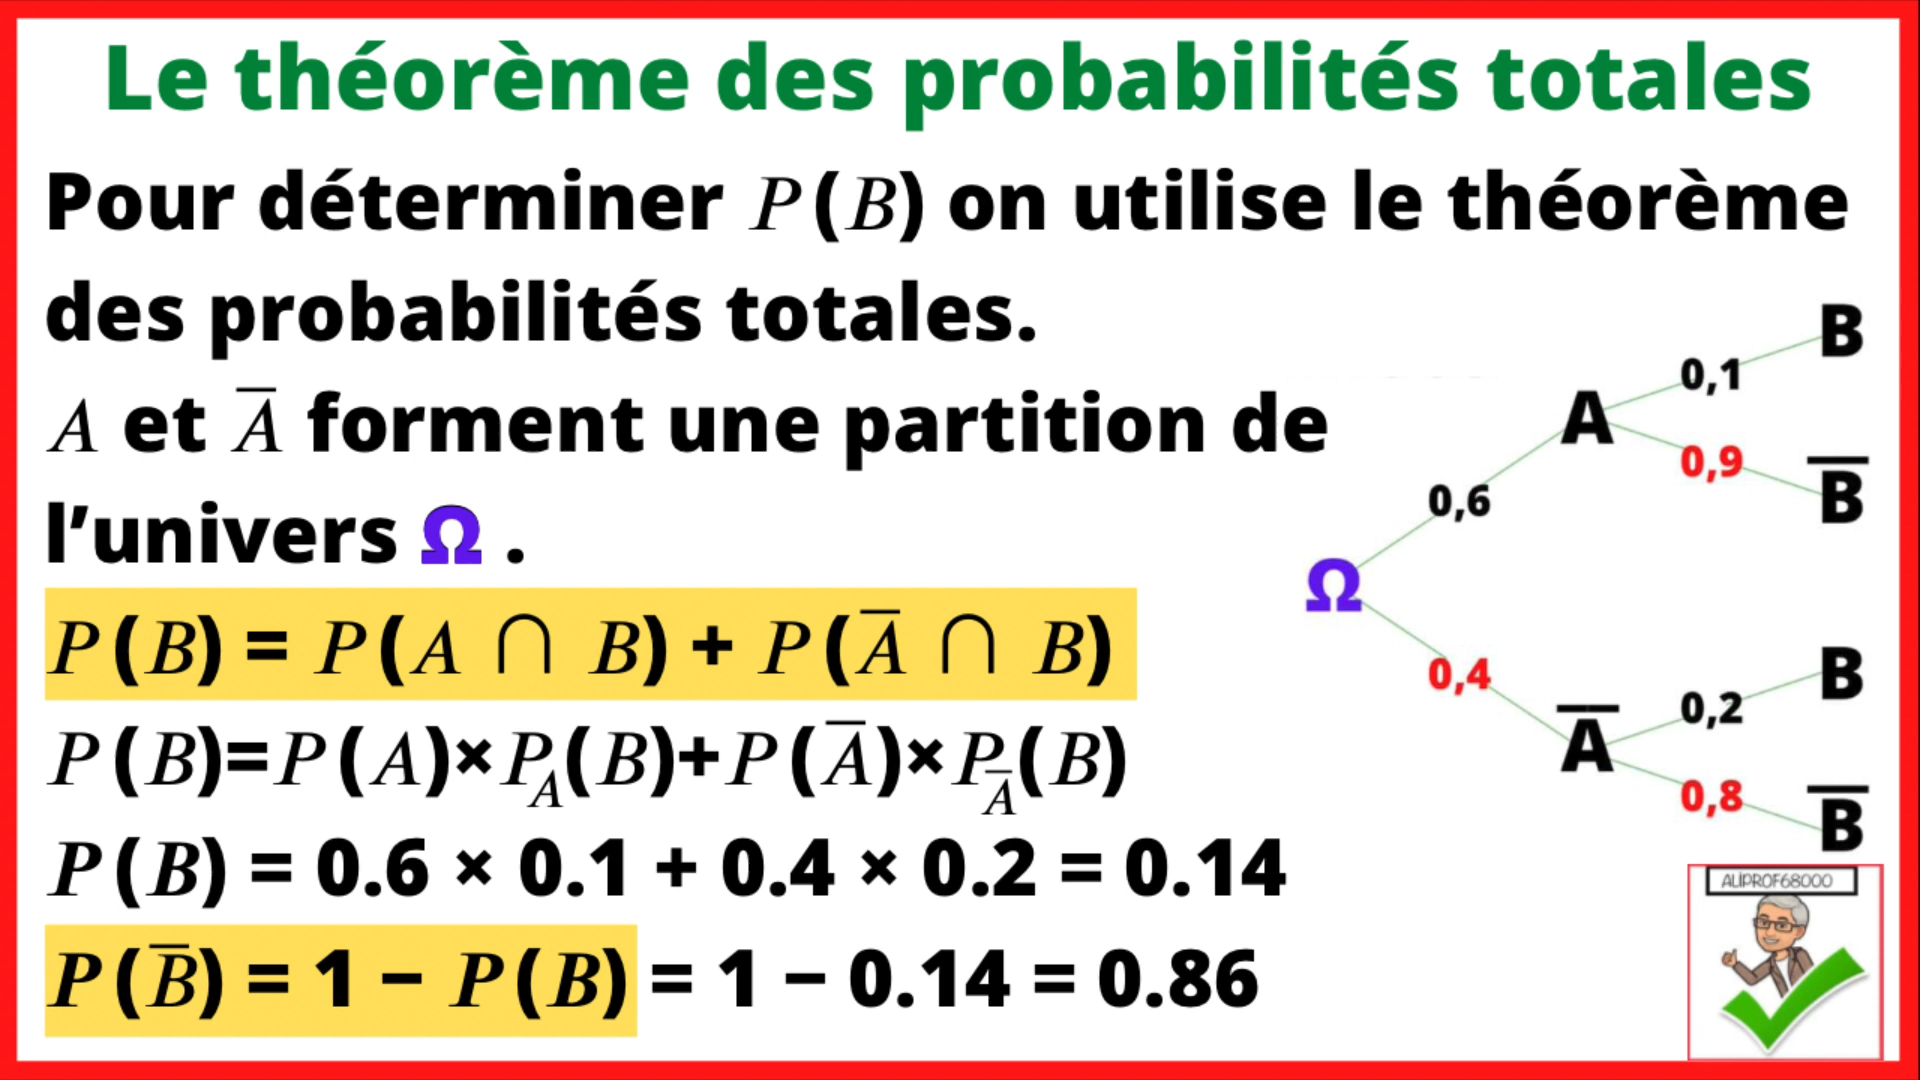 Le théorème des probabilités totales
Pour déterminer P(B) on utilise le théorème
des probabilités totales.
A et A̅ forment une partition de
l’univers Ω .
P(B) = P(A ∩ B) + P(A̅ ∩ B)
P(B)=P(A)×P_A(B)+P(A̅)×P_A̅(B)
P(B) = 0.6 × 0.1 + 0.4 × 0.2 = 0.14
P(B̅) = 1 − P(B) = 1 − 0.14 = 0.86
B
0,1
A
0,9
B̅
0,6
Ω
0,4
B
0,2
A̅
0,8
B̅
ALIPROF68000